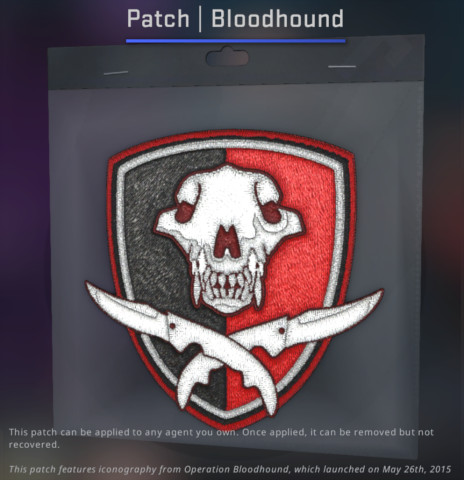 Patch | Bloodhound
This patch can be applied to any agent you own. Once applied, it can be removed but not
recovered.
This patch features iconography from Operation Bloodhound, which launched on May 26th, 2015